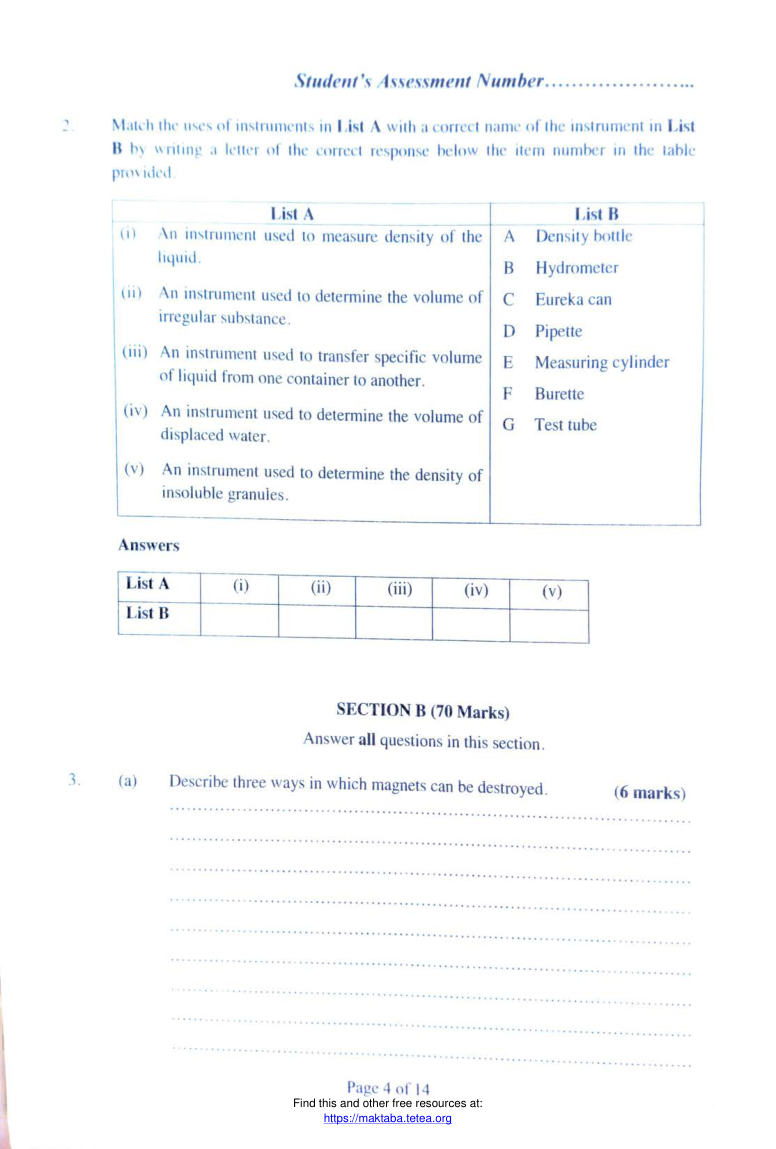 Student's Assessment Number.......................
2. Match the uses of instruments in List A with a correct name of the instrument in List
B by writing a letter of the correct response below the item number in the table
provided
List A List B
(i) An instrument used to measure density of the
liquid.
(ii) An instrument used to determine the volume of
irregular substance.
(iii) An instrument used to transfer specific volume
of liquid from one container to another.
(iv) An instrument used to determine the volume of
displaced water.
(v) An instrument used to determine the density of
insoluble granules.
A Density bottle
B Hydrometer
C Eureka can
D Pipette
E Measuring cylinder
F Burette
G Test tube
Answers
List A (i) (ii) (iii) (iv) (v)
List B
SECTION B (70 Marks)
Answer all questions in this section.
3. (a) Describe three ways in which magnets can be destroyed. (6 marks)
Page 4 of 14
Find this and other free resources at:
https://maktaba.tetea.org